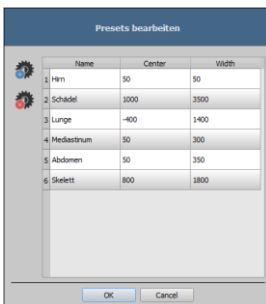 Presets bearbeiten
Name Center Width
1 Hirn 50 50
2 Schädel 1000 3500
3 Lunge -400 1400
4 Mediastinum 50 300
5 Abdomen 50 350
6 Skelett 800 1800
OK Cancel